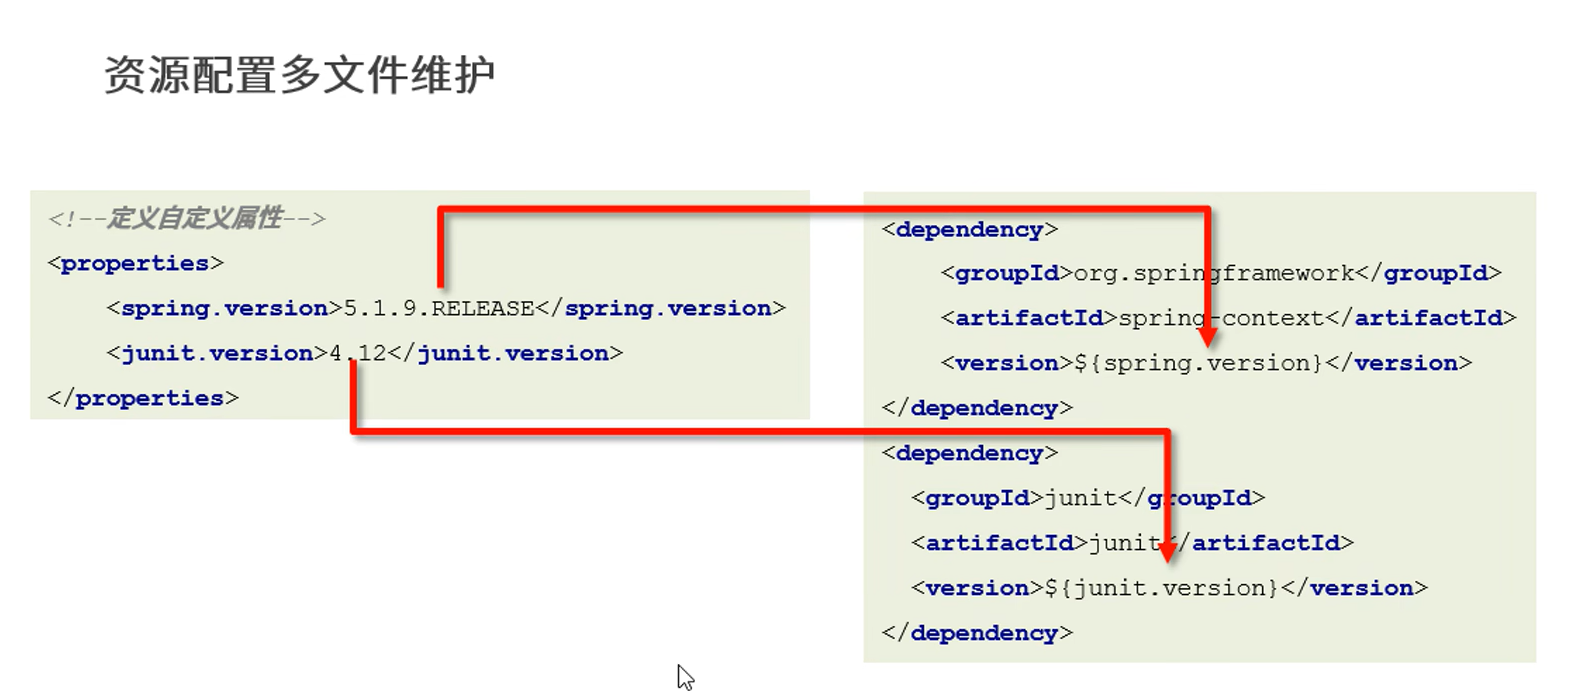 资源配置多文件维护
<!--定义自定义属性-->
<properties>
<spring.version>5.1.9.RELEASE</spring.version>
<junit.version>4.12</junit.version>
</properties>
<dependency>
<groupId>org.springframework</groupId>
<artifactId>spring-context</artifactId>
<version>${spring.version}</version>
</dependency>
<dependency>
<groupId>junit</groupId>
<artifactId>junit</artifactId>
<version>${junit.version}</version>
</dependency>